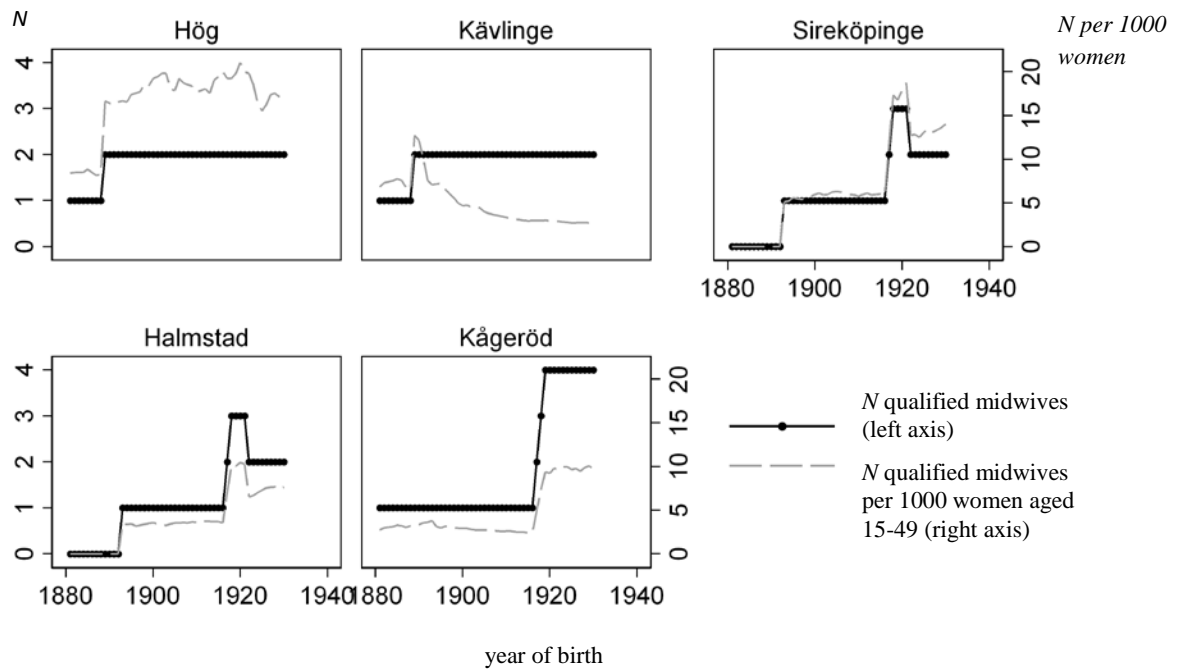 N
N per 1000
women
Hög
Kävlinge
Sireköpinge
4
3
2
1
0
20
15
10
5
0
1880 1900 1920 1940
Halmstad
Kågeröd
4
3
2
1
0
20
15
10
5
0
1880 1900 1920 1940
1880 1900 1920 1940
N qualified midwives
(left axis)
N qualified midwives
per 1000 women aged
15-49 (right axis)
year of birth